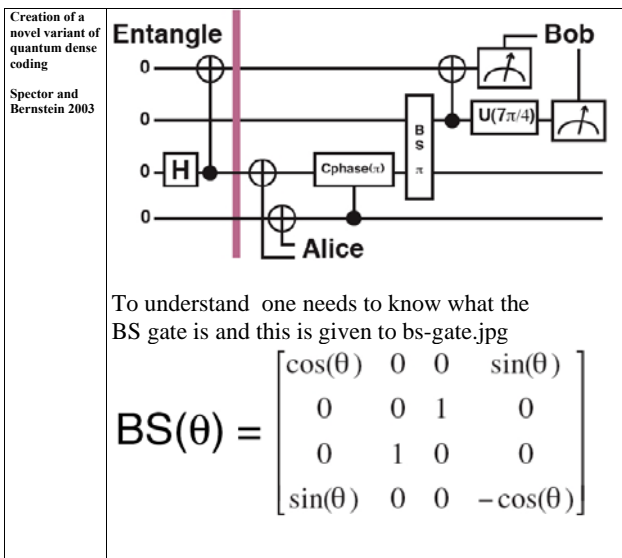 Creation of a
novel variant of
quantum dense
coding
Spector and
Bernstein 2003
Entangle
Bob
0
0
U(7π/4)
B
S
π
0
H
Cphase(π)
0
Alice
To understand one needs to know what the
BS gate is and this is given to bs-gate.jpg
BS(θ) =
cos(θ) 0 0 sin(θ)
0 0 1 0
0 1 0 0
sin(θ) 0 0 -cos(θ)